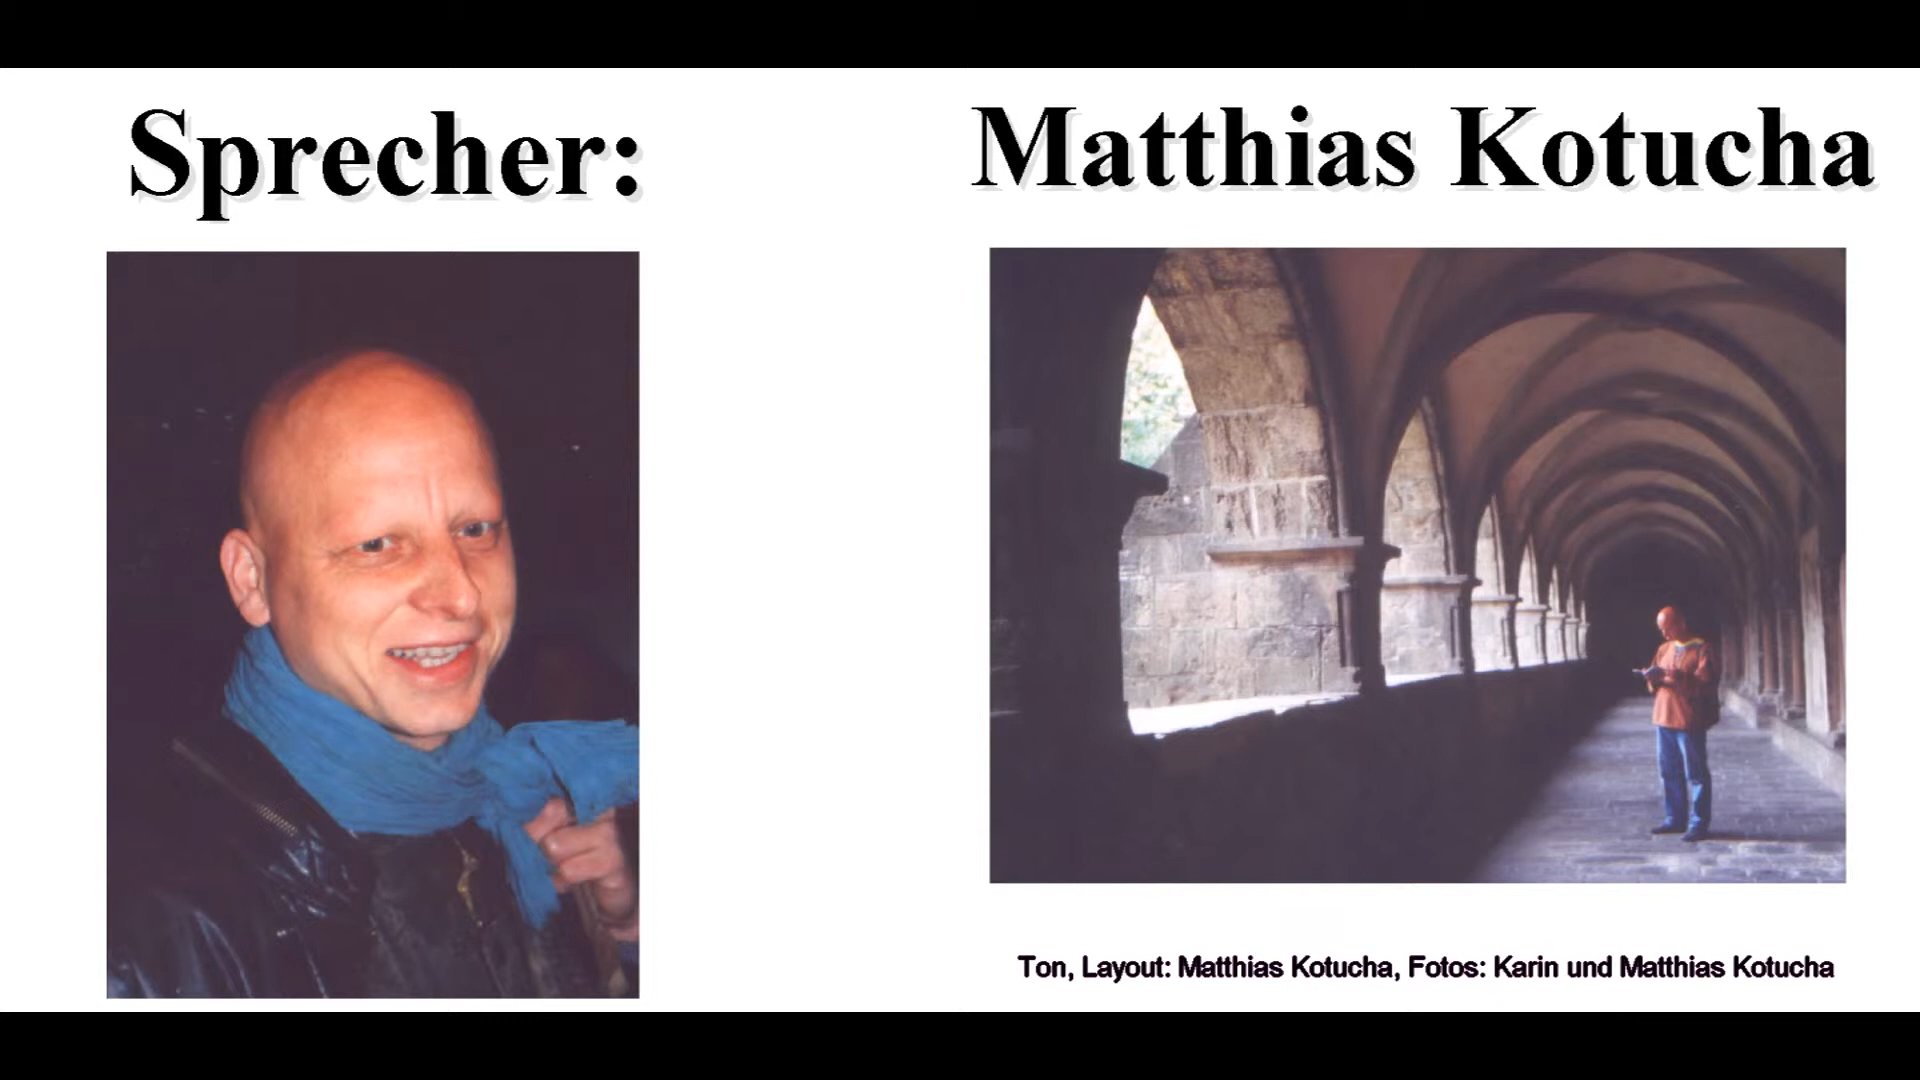 Sprecher:
Matthias Kotucha
Ton, Layout: Matthias Kotucha, Fotos: Karin und Matthias Kotucha